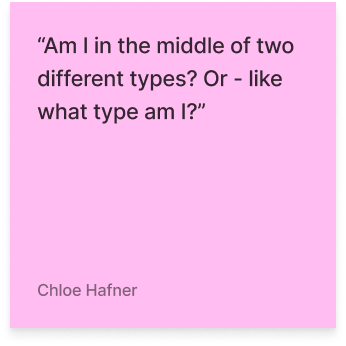 “Am I in the middle of two
different types? Or - like
what type am I?”
Chloe Hafner